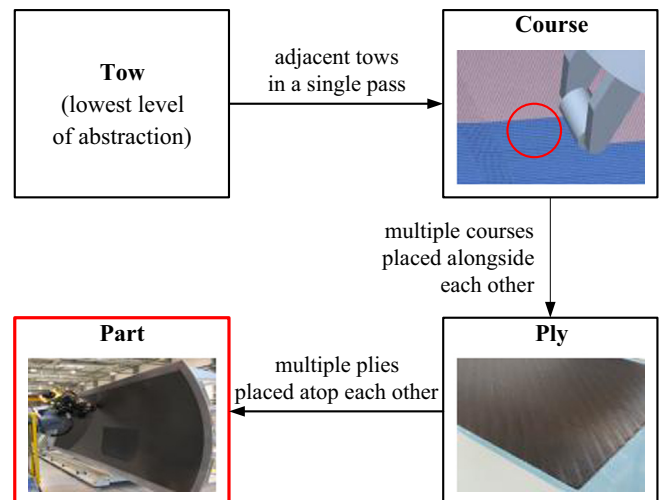 Tow
(lowest level
of abstraction)
adjacent tows
in a single pass
Course
multiple courses
placed alongside
each other
Ply
multiple plies
placed atop each other
Part